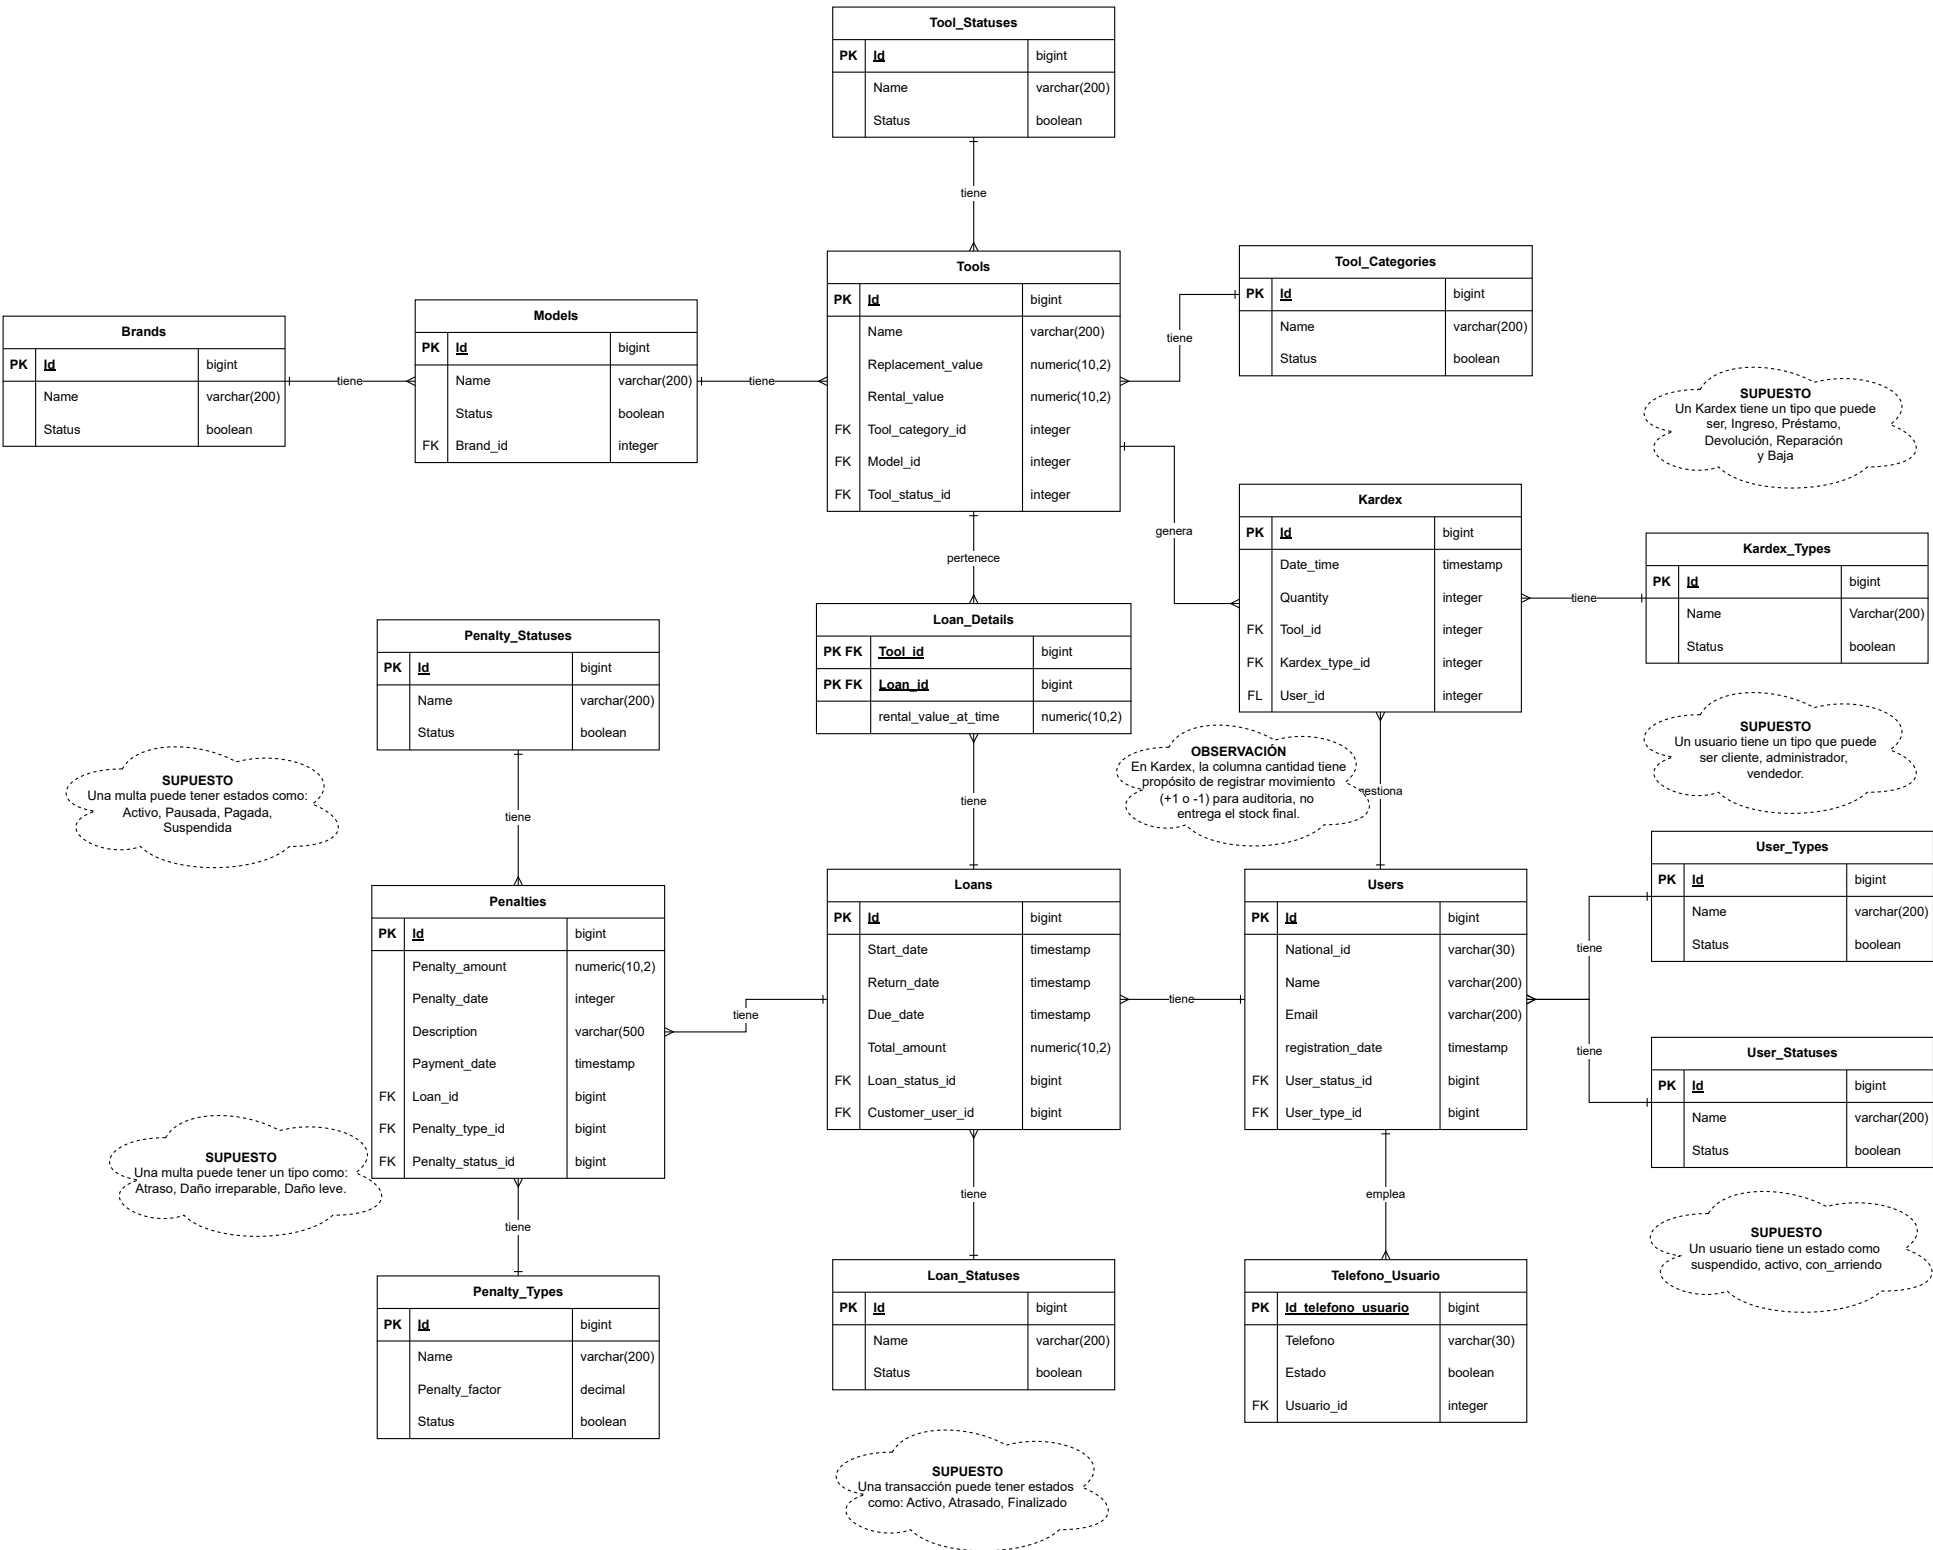 Tool_Statuses
PK Id bigint
Name varchar(200)
Status boolean
tiene
Tools
PK Id bigint
Name varchar(200)
Replacement_value numeric(10,2)
Rental_value numeric(10,2)
FK Tool_category_id integer
FK Model_id integer
FK Tool_status_id integer
Tool_Categories
PK Id bigint
Name varchar(200)
Status boolean
tiene
Brands
PK Id bigint
Name varchar(200)
Status boolean
tiene
Models
PK Id bigint
Name varchar(200)
Status boolean
FK Brand_id integer
tiene
SUPUESTO
Un Kardex tiene un tipo que puede
ser, Ingreso, Préstamo,
Devolución, Reparación
y Baja
genera
Kardex
PK Id bigint
Date_time timestamp
Quantity integer
FK Tool_id integer
FK Kardex_type_id integer
FL User_id integer
tiene
Kardex_Types
PK Id bigint
Name Varchar(200)
Status boolean
pertenece
Loan_Details
PK FK Tool_id bigint
PK FK Loan_id bigint
rental_value_at_time numeric(10,2)
tiene
Penalty_Statuses
PK Id bigint
Name varchar(200)
Status boolean
tiene
SUPUESTO
Una multa puede tener estados como:
Activo, Pausada, Pagada,
Suspendida
OBSERVACIÓN
En Kardex, la columna cantidad tiene
propósito de registrar movimiento
(+1 o -1) para auditoria, no
entrega el stock final.
gestiona
SUPUESTO
Un usuario tiene un tipo que puede
ser cliente, administrador,
vendedor.
Penalties
PK Id bigint
Penalty_amount numeric(10,2)
Penalty_date integer
Description varchar(500
Payment_date timestamp
FK Loan_id bigint
FK Penalty_type_id bigint
FK Penalty_status_id bigint
tiene
Loans
PK Id bigint
Start_date timestamp
Return_date timestamp
Due_date timestamp
Total_amount numeric(10,2)
FK Loan_status_id bigint
FK Customer_user_id bigint
tiene
Users
PK Id bigint
National_id varchar(30)
Name varchar(200)
Email varchar(200)
registration_date timestamp
FK User_status_id bigint
FK User_type_id bigint
User_Types
PK Id bigint
Name varchar(200)
Status boolean
tiene
tiene
User_Statuses
PK Id bigint
Name varchar(200)
Status boolean
SUPUESTO
Una multa puede tener un tipo como:
Atraso, Daño irreparable, Daño leve.
tiene
Penalty_Types
PK Id bigint
Name varchar(200)
Penalty_factor decimal
Status boolean
tiene
Loan_Statuses
PK Id bigint
Name varchar(200)
Status boolean
emplea
Telefono_Usuario
PK Id_telefono_usuario bigint
Telefono varchar(30)
Estado boolean
FK Usuario_id integer
SUPUESTO
Un usuario tiene un estado como
suspendido, activo, con_arriendo
SUPUESTO
Una transacción puede tener estados
como: Activo, Atrasado, Finalizado